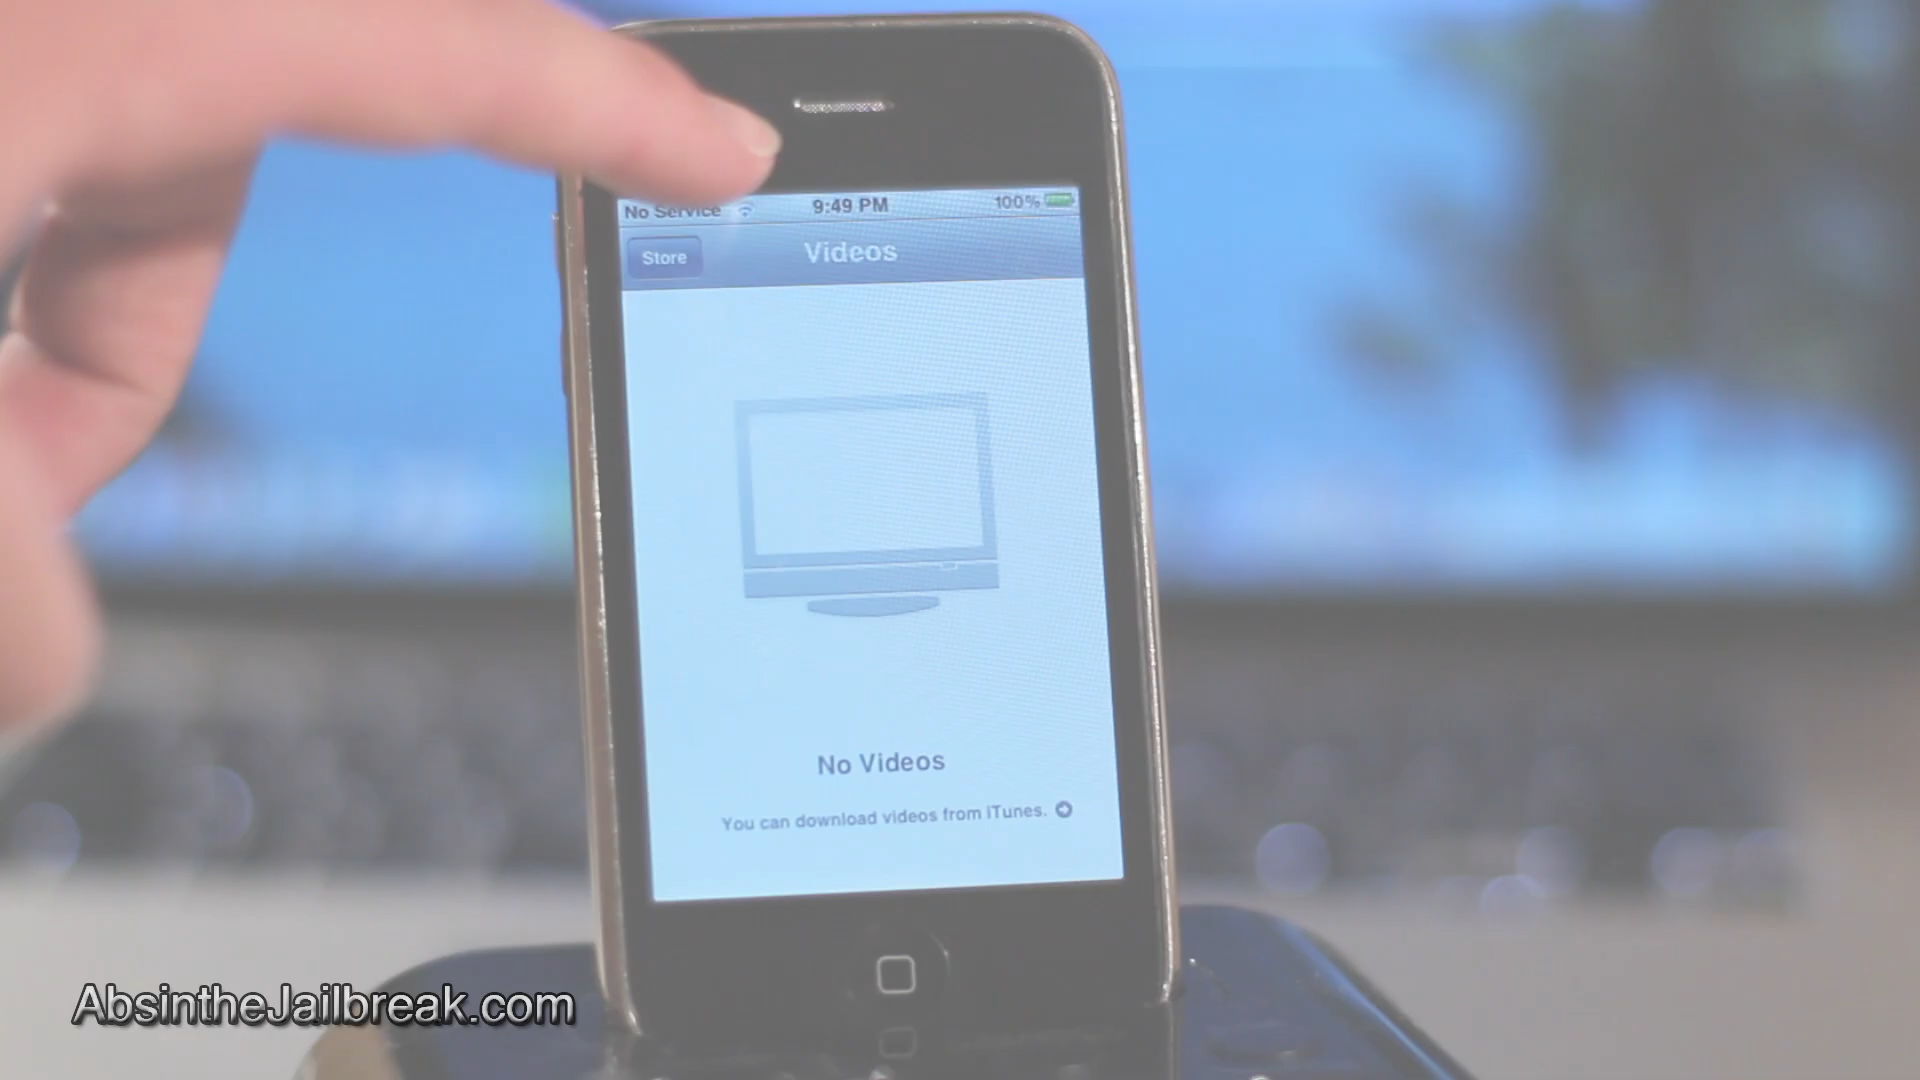 No Service 9:49 PM 100%
Store Videos
No Videos
You can download videos from iTunes.
AbsintheJailbreak.com